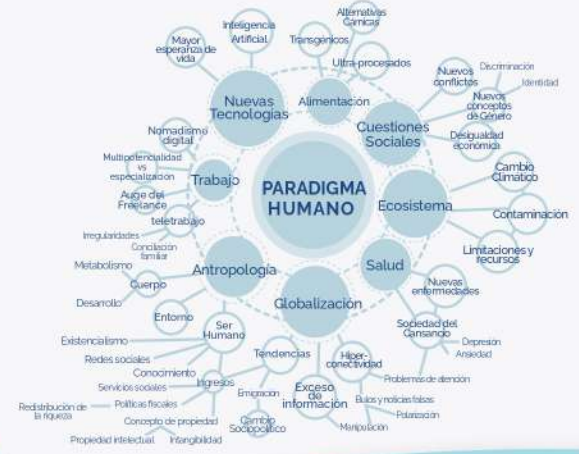 Alternativas
Cárnicas
Inteligencia
Artificial
Transgénicos
Mayor
esperanza de
vida
Ultra-procesados
Nuevas
Tecnologías
Alimentación
Nuevos
conflictos
Discriminación
Identidad
Nuevos
conceptos
de Género
Cuestiones
Sociales
Desigualdad
económica
Nomadismo
digital
Multipotencialidad
vs
especialización
Trabajo
Auge del
Freelance
teletrabajo
Irregularidades
Conciliación
familiar
PARADIGMA
HUMANO
Ecosistema
Cambio
Climático
Contaminación
Limitaciones y
recursos
Antropología
Metabolismo
Cuerpo
Desarrollo
Entorno
Salud
Nuevas
enfermedades
Sociedad del
Cansancio
Depresión
Ansiedad
Globalización
Ser
Humano
Existencialismo
Redes sociales
Conocimiento
Servicios sociales
Ingresos
Políticas fiscales
Redistribución de
la riqueza
Concepto de propiedad
Propiedad intelectual
Intangibilidad
Tendencias
Emigración
Cambio
Sociopolítico
Exceso
de
información
Hiper-
conectividad
Problemas de atención
Bulos y noticias falsas
Polarización
Manipulación